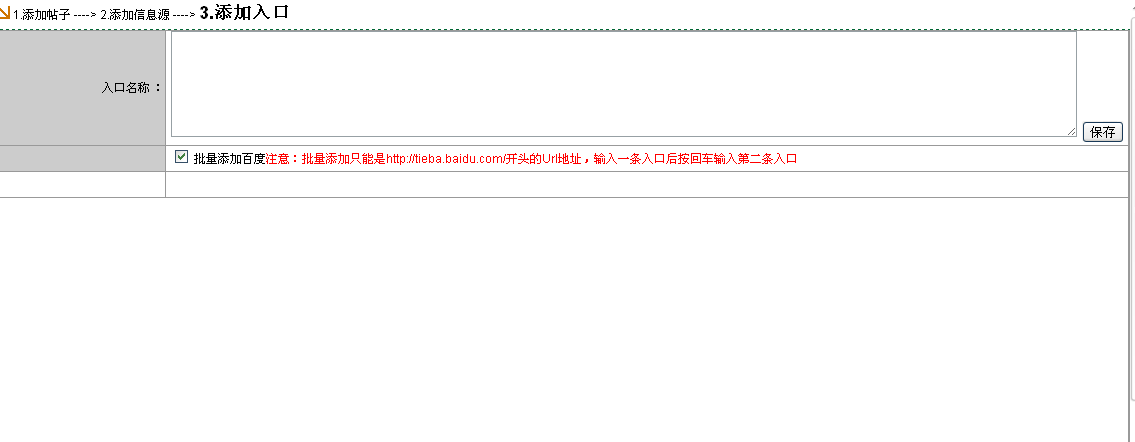 1.添加帖子 ----> 2.添加信息源 ----> 3.添加入口
入口名称：
保存
批量添加百度注意：批量添加只能是http://tieba.baidu.com/开头的Url地址，输入一条入口后按回车输入第二条入口